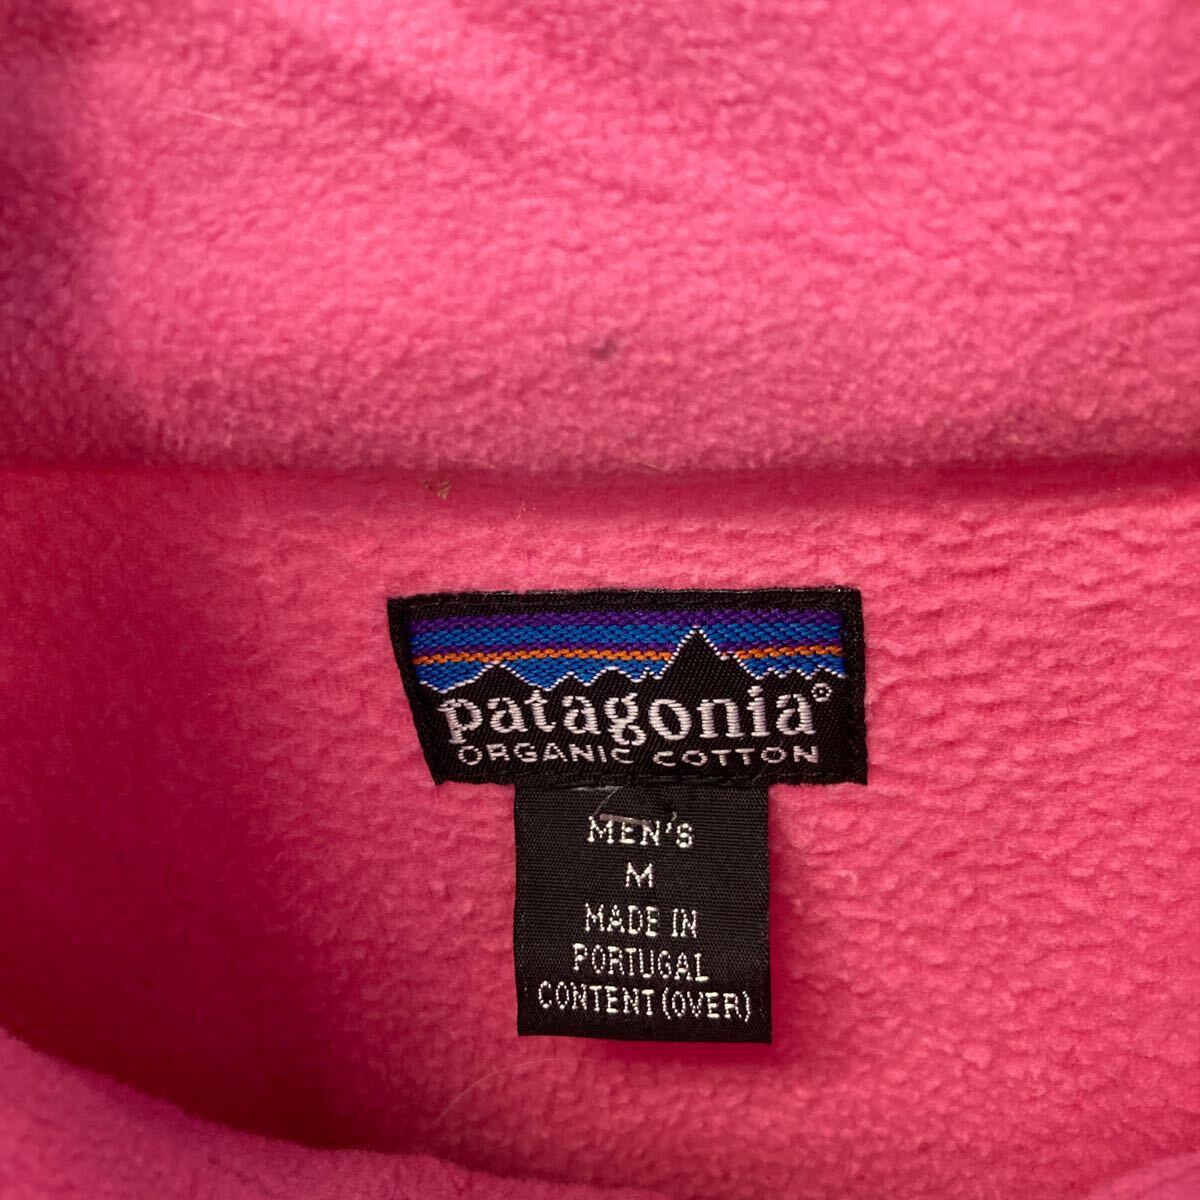 patagonia®
ORGANIC COTTON
MEN'S
M
MADE IN
PORTUGAL
CONTENT (OVER)